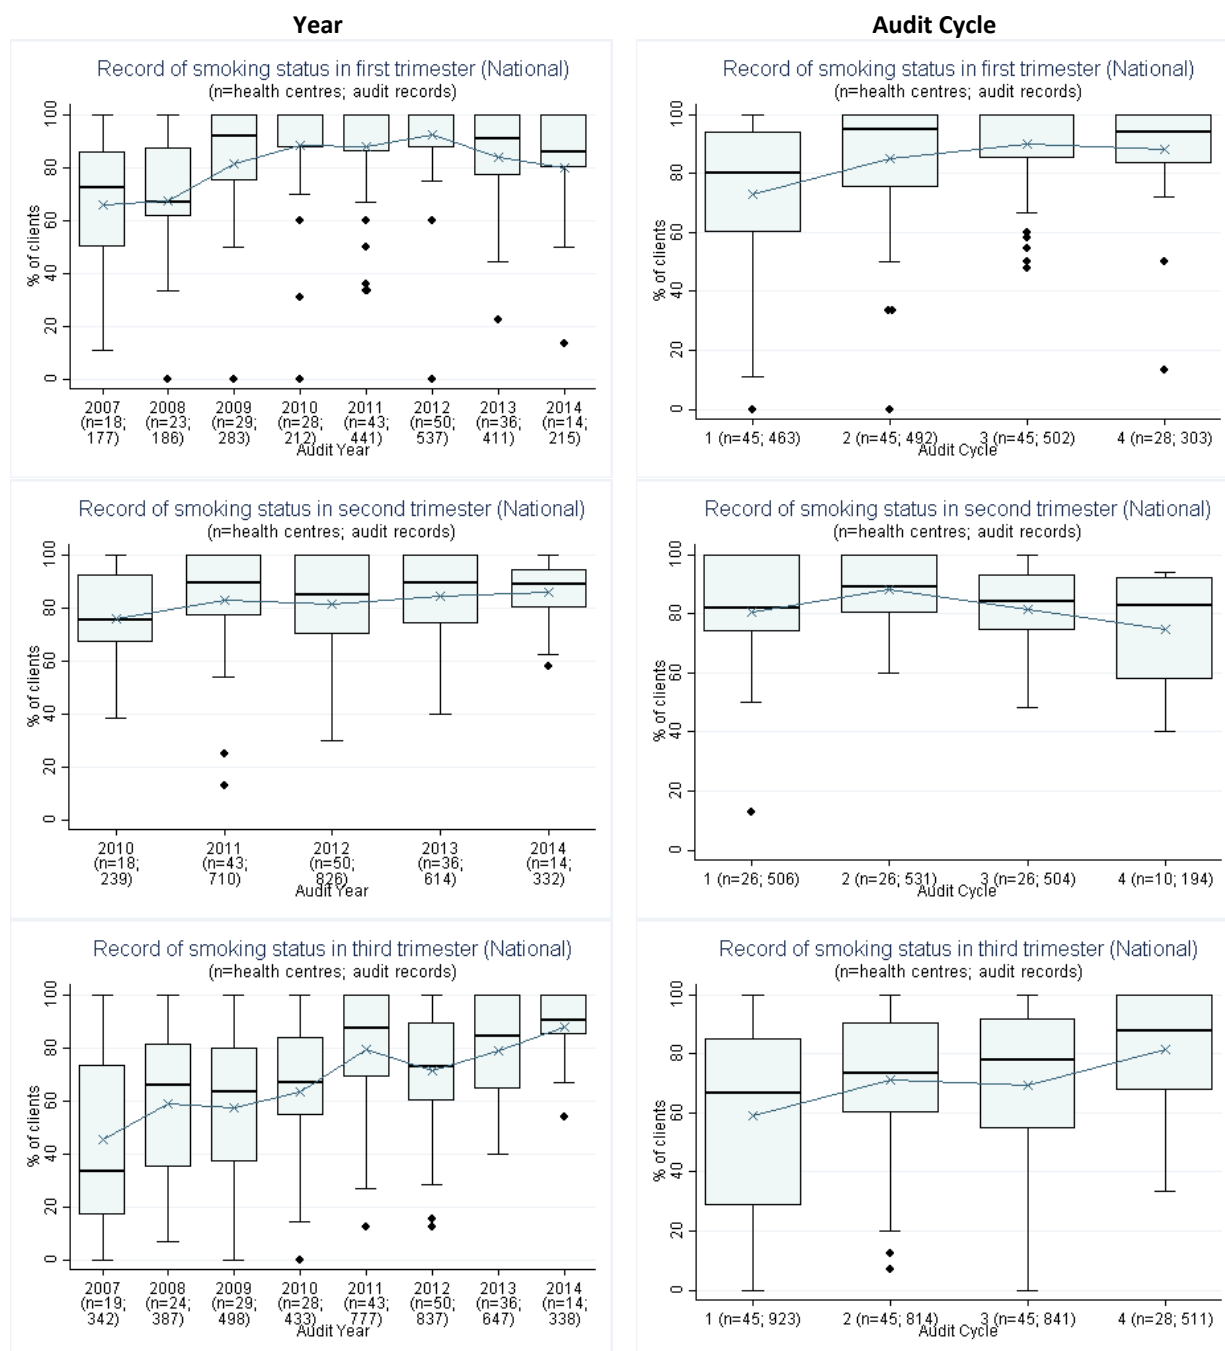 Year
Audit Cycle
Record of smoking status in first trimester (National)
(n=health centres; audit records)
% of clients
100
80
60
40
20
0
2007 2008 2009 2010 2011 2012 2013 2014
(n=18; (n=23; (n=29; (n=28; (n=43; (n=50; (n=36; (n=14;
177) 186) 283) 212) 441) 537) 411) 215)
Audit Year
Record of smoking status in first trimester (National)
(n=health centres; audit records)
% of clients
100
80
60
40
20
0
1 (n=45; 463) 2 (n=45; 492) 3 (n=45; 502) 4 (n=28; 303)
Audit Cycle
Record of smoking status in second trimester (National)
(n=health centres; audit records)
% of clients
100
80
60
40
20
0
2010 2011 2012 2013 2014
(n=18; (n=43; (n=50; (n=36; (n=14;
239) 710) 826) 614) 332)
Audit Year
Record of smoking status in second trimester (National)
(n=health centres; audit records)
% of clients
100
80
60
40
20
0
1 (n=26; 506) 2 (n=26; 531) 3 (n=26; 504) 4 (n=10; 194)
Audit Cycle
Record of smoking status in third trimester (National)
(n=health centres; audit records)
% of clients
100
80
60
40
20
0
2007 2008 2009 2010 2011 2012 2013 2014
(n=19; (n=24; (n=29; (n=28; (n=43; (n=50; (n=36; (n=14;
342) 387) 498) 433) 777) 837) 647) 338)
Audit Year
Record of smoking status in third trimester (National)
(n=health centres; audit records)
% of clients
100
80
60
40
20
0
1 (n=45; 923) 2 (n=45; 814) 3 (n=45; 841) 4 (n=28; 511)
Audit Cycle